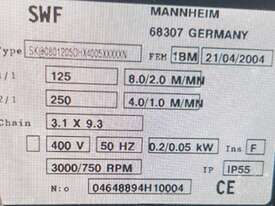 SWF MANNHEIM
68307 GERMANY
Type FEM 1BM 21/04/2004
1/1 125 8.0/2.0 M/MN
2/1 250 4.0/1.0 M/MN
Chain 3.1 X 9.3
400 V 50 HZ 0.2/0.05 kW Ins F
3000/750 RPM IP IP55
N:o 04648894H10004 CE